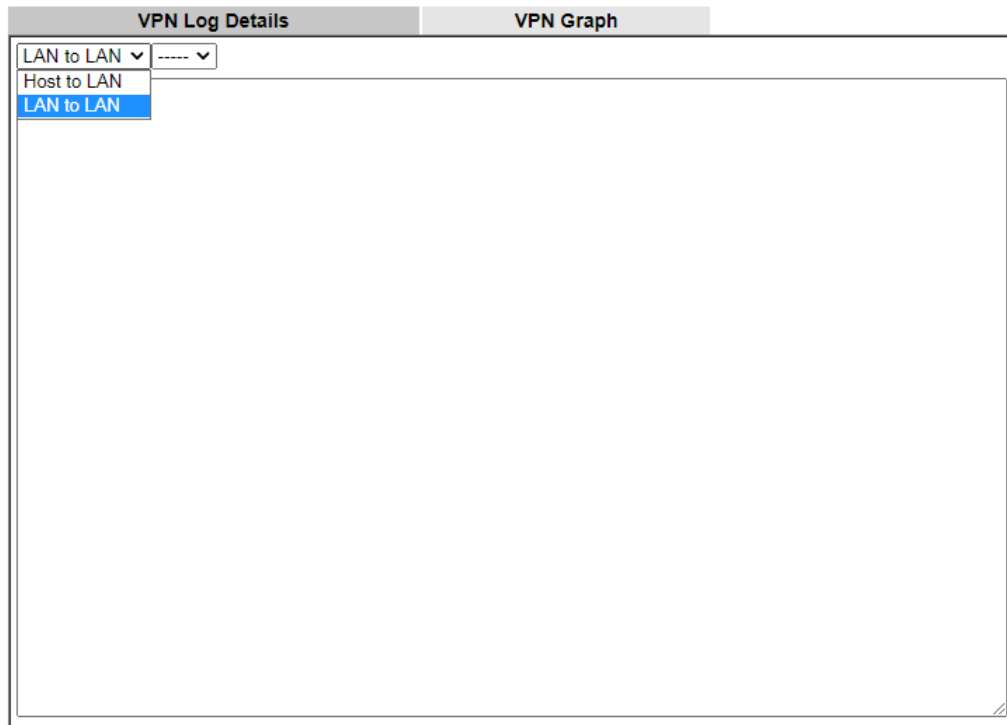 VPN Log Details VPN Graph
LAN to LAN -----
Host to LAN
LAN to LAN